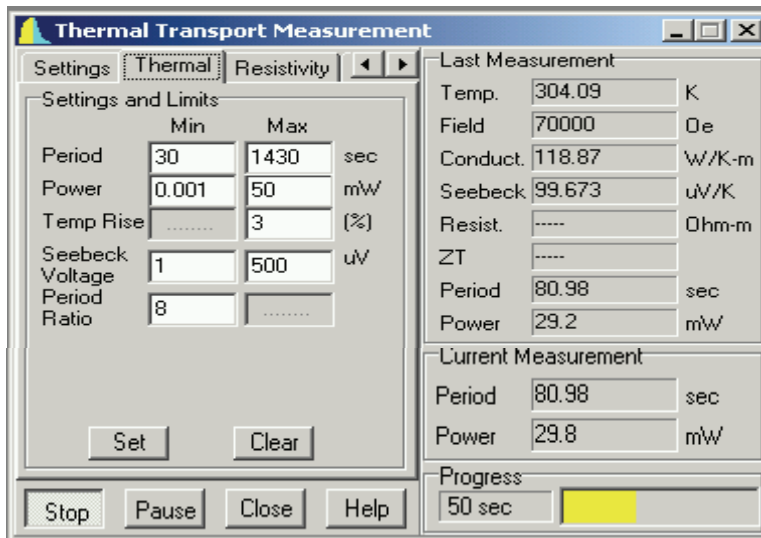 Thermal Transport Measurement
Settings Thermal Resistivity
Settings and Limits
Min Max
Period 30 1430 sec
Power 0.001 50 mW
Temp Rise ........ 3 (%)
Seebeck Voltage 1 500 uV
Period Ratio 8 ........
Set Clear
Stop Pause Close Help
Last Measurement
Temp. 304.09 K
Field 70000 Oe
Conduct. 118.87 W/K-m
Seebeck 99.673 uV/K
Resist. ----- Ohm-m
ZT -----
Period 80.98 sec
Power 29.2 mW
Current Measurement
Period 80.98 sec
Power 29.8 mW
Progress
50 sec